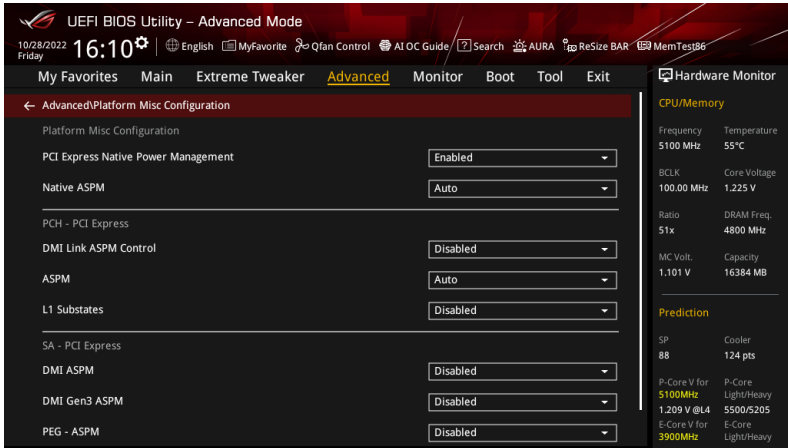 UEFI BIOS Utility – Advanced Mode
10/28/2022 Friday 16:10 English MyFavorite Qfan Control AI OC Guide Search AURA ReSize BAR MemTest86
My Favorites Main Extreme Tweaker Advanced Monitor Boot Tool Exit Hardware Monitor
← Advanced\Platform Misc Configuration
Platform Misc Configuration
PCI Express Native Power Management Enabled
Native ASPM Auto
PCH - PCI Express
DMI Link ASPM Control Disabled
ASPM Auto
L1 Substates Disabled
SA - PCI Express
DMI ASPM Disabled
DMI Gen3 ASPM Disabled
PEG - ASPM Disabled
CPU/Memory
Frequency Temperature
5100 MHz 55°C
BCLK Core Voltage
100.00 MHz 1.225 V
Ratio DRAM Freq.
51x 4800 MHz
MC Volt. Capacity
1.101 V 16384 MB
Prediction
SP Cooler
88 124 pts
P-Core V for P-Core
5100MHz Light/Heavy
1.209 V @L4 5500/5205
E-Core V for E-Core
3900MHz Light/Heavy